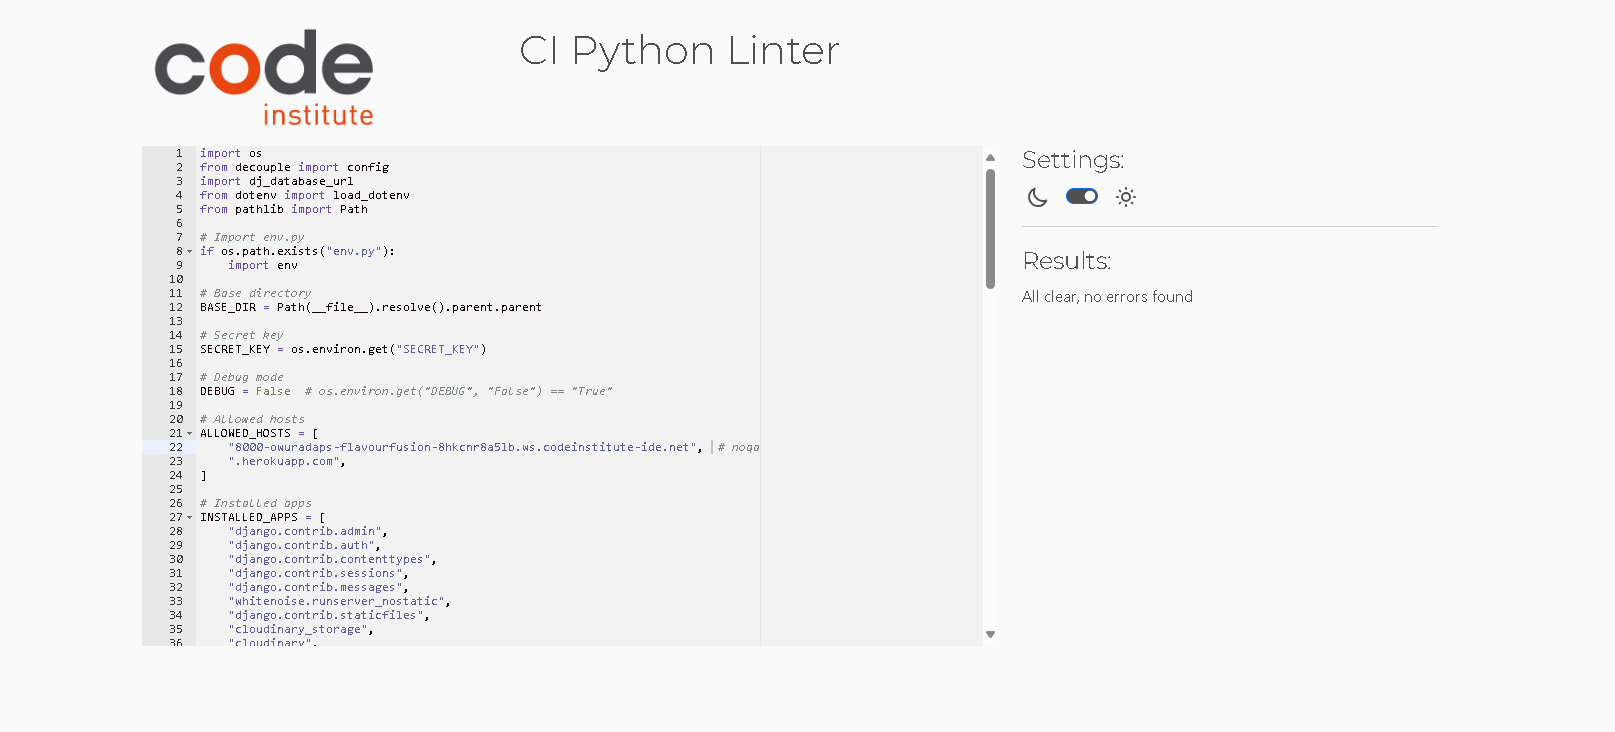 code
institute
CI Python Linter
1 import os
2 from decouple import config
3 import dj_database_url
4 from dotenv import load_dotenv
5 from pathlib import Path
6
7 # Import env.py
8 if os.path.exists("env.py"):
9     import env
10
11 # Base directory
12 BASE_DIR = Path(__file__).resolve().parent.parent
13
14 # Secret key
15 SECRET_KEY = os.environ.get("SECRET_KEY")
16
17 # Debug mode
18 DEBUG = False  # os.environ.get("DEBUG", "False") == "True"
19
20 # Allowed hosts
21 ALLOWED_HOSTS = [
22     "8000-owuradaps-flavourfusion-8hkcnr8a5lb.ws.codeinstitute-ide.net",  # noqa
23     ".herokuapp.com",
24 ]
25
26 # Installed apps
27 INSTALLED_APPS = [
28     "django.contrib.admin",
29     "django.contrib.auth",
30     "django.contrib.contenttypes",
31     "django.contrib.sessions",
32     "django.contrib.messages",
33     "whitenoise.runserver_nostatic",
34     "django.contrib.staticfiles",
35     "cloudinary_storage",
36     "cloudinary",
Settings:
Results:
All clear, no errors found